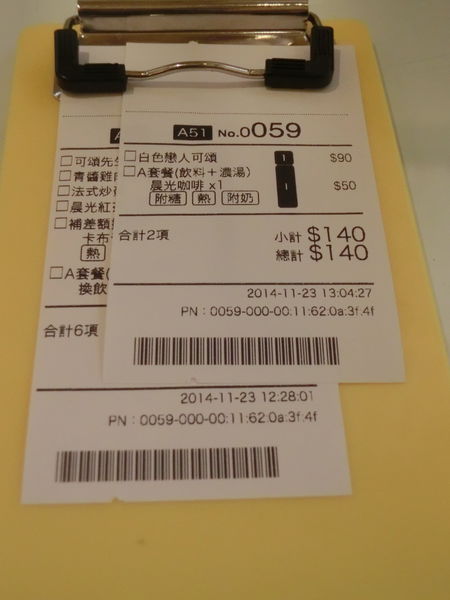 A51 No.0059
□白色戀人可頌 1 $90
□A套餐(飲料+濃湯) 1 $50
晨光咖啡 x1
附糖 熱 附奶
合計2項 小計 $140
總計 $140
2014-11-23 13:04:27
PN : 0059-000-00:11:62:0a:3f:4f
□可頌先生
□青醬雞肉
□法式炒
□晨光紅
□補差額
卡布
熱
□A套餐(
換飲
合計6項
2014-11-23 12:28:01
PN : 0059-000-00:11:62:0a:3f:4f